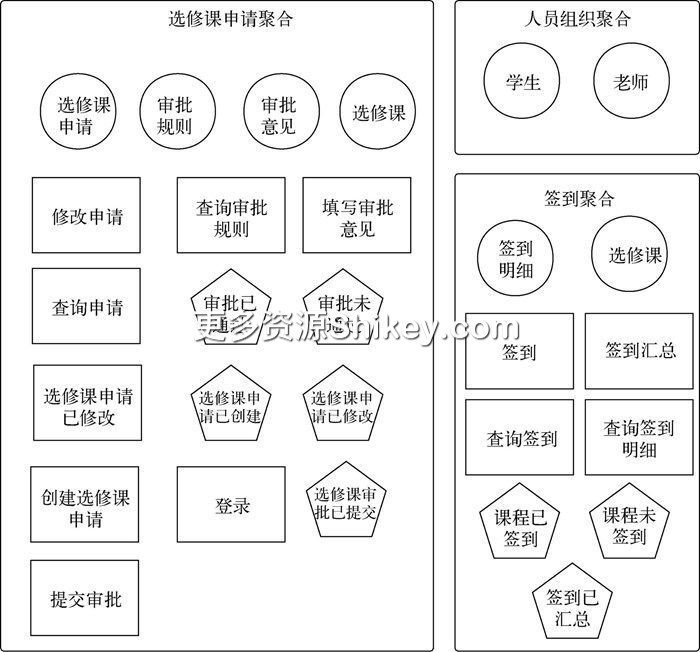 选修课申请聚合
选修课
申请
审批
规则
审批
意见
选修课
修改申请
查询审批
规则
填写审批
意见
查询申请
审批已
审批未
更多资源Shikey.com
选修课申请
已修改
选修课申
请已创建
选修课申
请已修改
创建选修课
申请
登录
选修课审
批已提交
提交审批
人员组织聚合
学生
老师
签到聚合
签到
明细
选修课
签到
签到汇总
查询签到
查询签到
明细
课程已
签到
课程未
签到
签到已
汇总